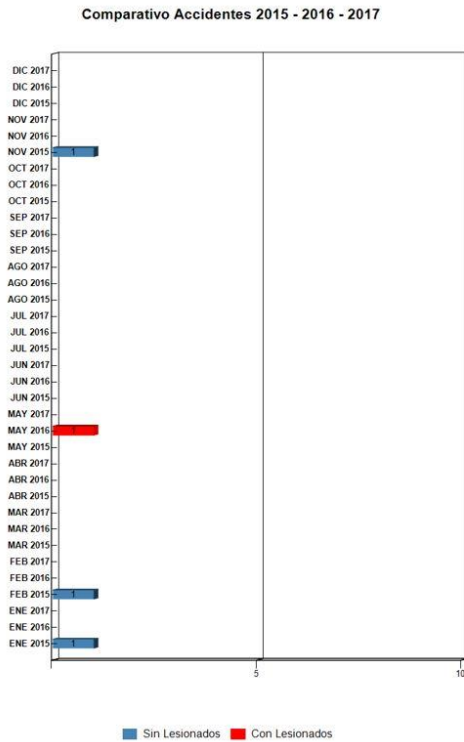 Comparativo Accidentes 2015 - 2016 - 2017
DIC 2017
DIC 2016
DIC 2015
NOV 2017
NOV 2016
NOV 2015 1
OCT 2017
OCT 2016
OCT 2015
SEP 2017
SEP 2016
SEP 2015
AGO 2017
AGO 2016
AGO 2015
JUL 2017
JUL 2016
JUL 2015
JUN 2017
JUN 2016
JUN 2015
MAY 2017
MAY 2016 1
MAY 2015
ABR 2017
ABR 2016
ABR 2015
MAR 2017
MAR 2016
MAR 2015
FEB 2017
FEB 2016
FEB 2015 1
ENE 2017
ENE 2016
ENE 2015 1
5 10
Sin Lesionados Con Lesionados